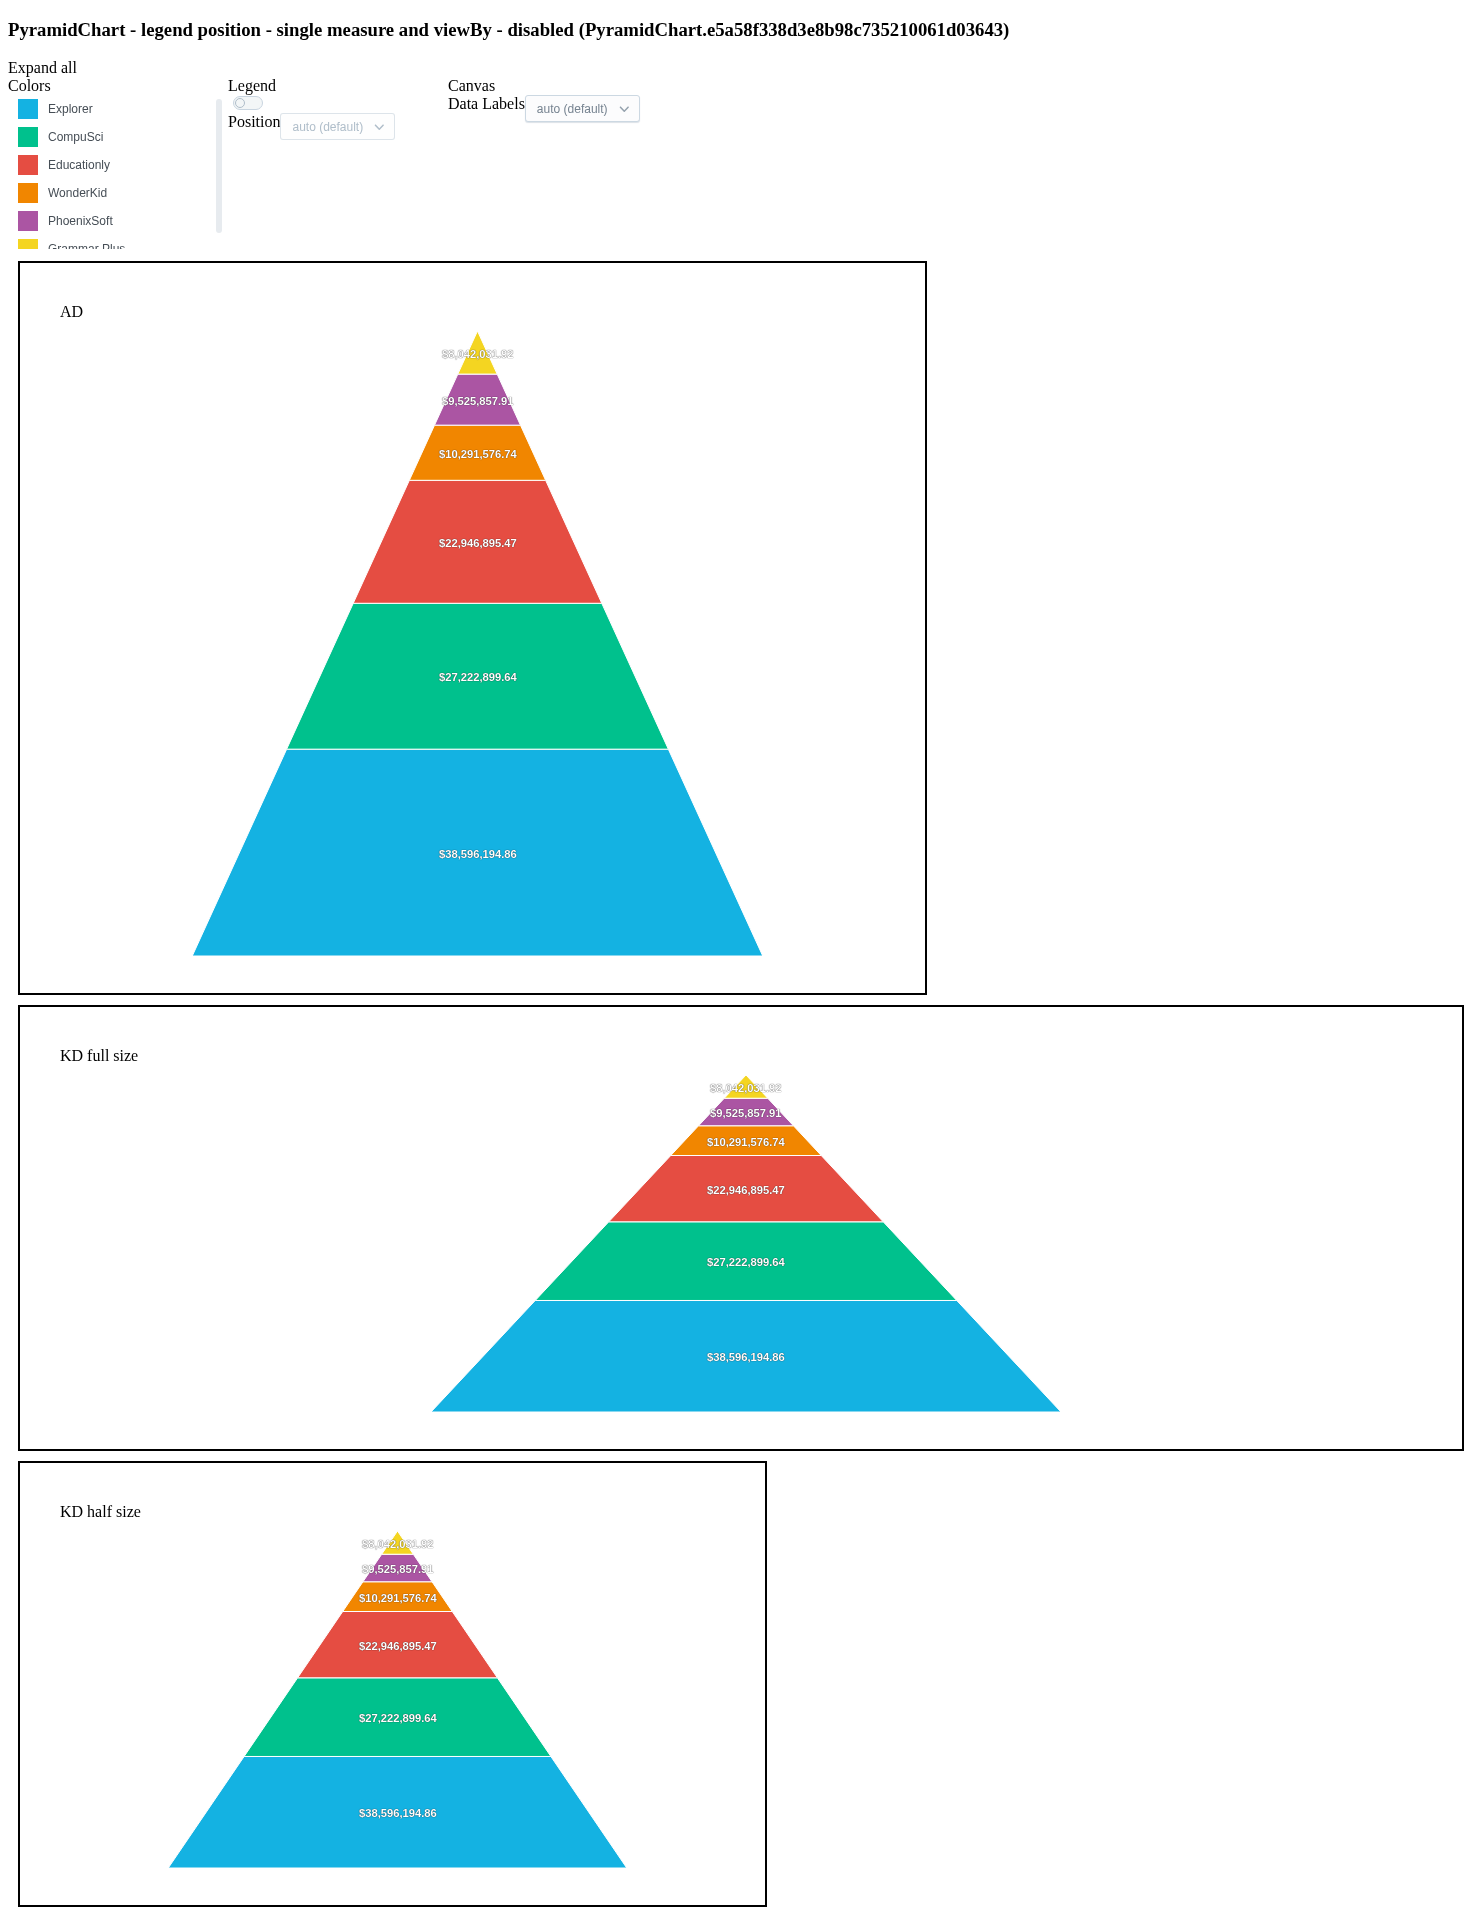 PyramidChart - legend position - single measure and viewBy - disabled (PyramidChart.e5a58f338d3e8b98c735210061d03643)
Expand all
Colors
Explorer
CompuSci
Educationly
WonderKid
PhoenixSoft
Grammar Plus
Legend
Position auto (default)
Canvas
Data Labels auto (default)
AD
$8,042,031.92
$9,525,857.91
$10,291,576.74
$22,946,895.47
$27,222,899.64
$38,596,194.86
KD full size
$8,042,031.92
$9,525,857.91
$10,291,576.74
$22,946,895.47
$27,222,899.64
$38,596,194.86
KD half size
$8,042,031.92
$9,525,857.91
$10,291,576.74
$22,946,895.47
$27,222,899.64
$38,596,194.86